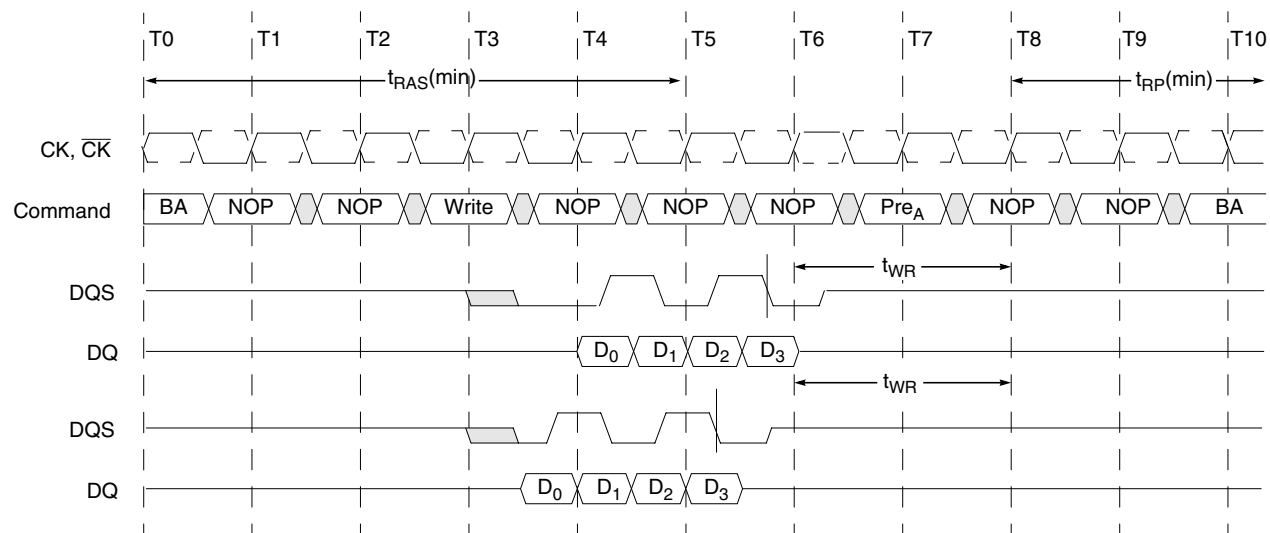 T0 T1 T2 T3 T4 T5 T6 T7 T8 T9 T10
tRAS(min) tRP(min)
CK, CK
Command BA NOP NOP Write NOP NOP NOP PreA NOP NOP BA
tWR
DQS
DQ D0 D1 D2 D3
tWR
DQS
DQ D0 D1 D2 D3